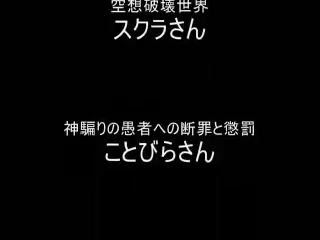 空想破壊世界
スクラさん
神騙りの愚者への断罪と懲罰
ことびらさん